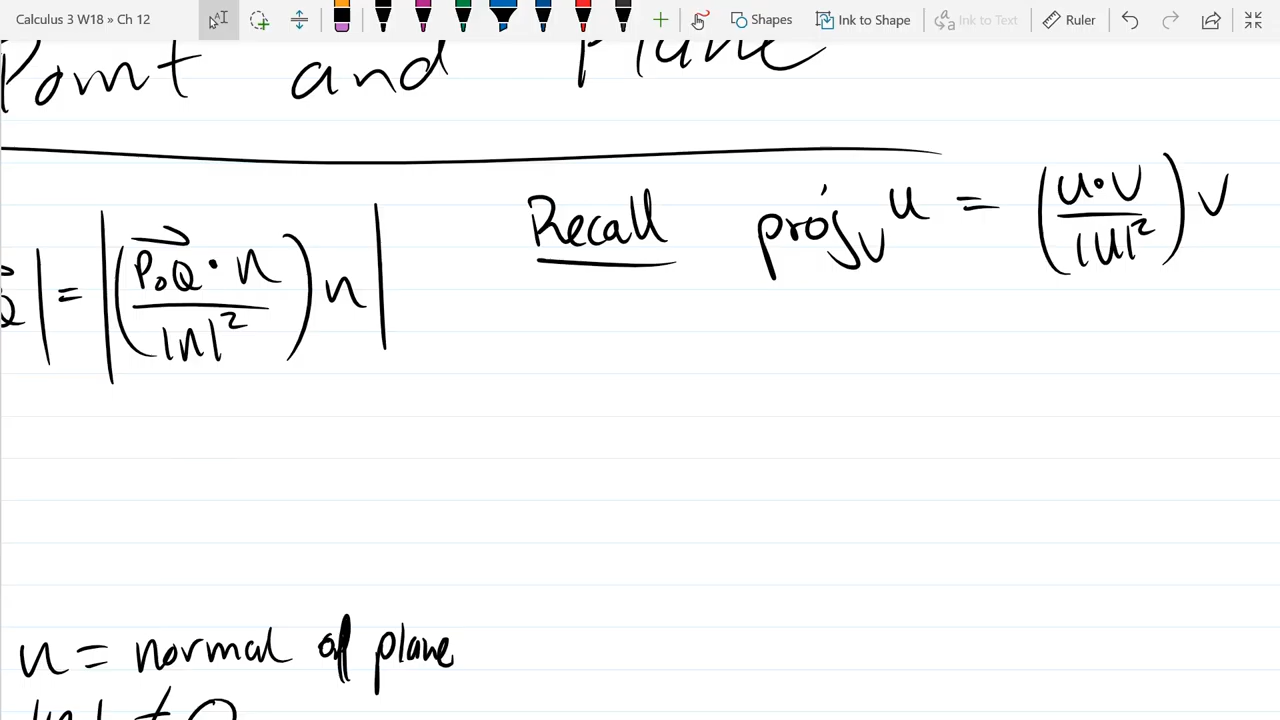 Calculus 3 W18 » Ch 12
Shapes
Ink to Shape
Ink to Text
Ruler
Point and Plane
Recall proj_v u = (u·v / |u|²) v
Q| = |(P₀Q⃗ · n / |n|²) n|
n = normal of plane
|n| ≠ 0